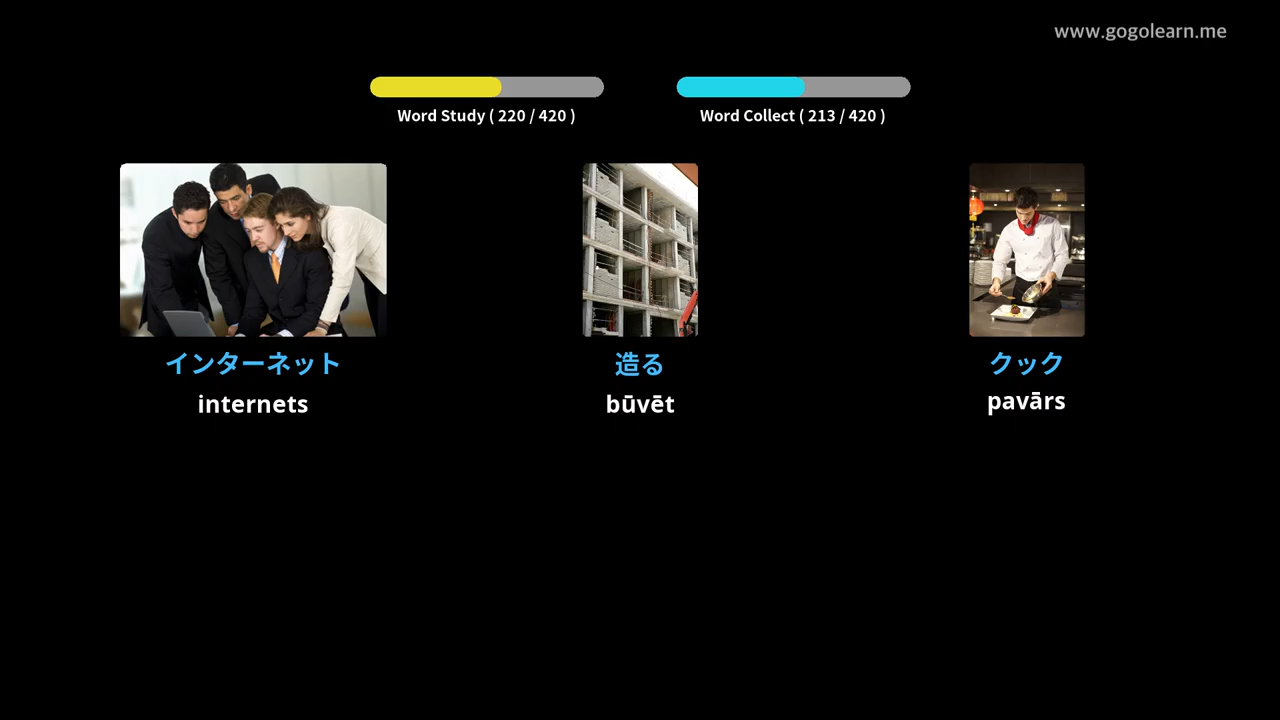 www.gogolearn.me
Word Study ( 220 / 420 )
Word Collect ( 213 / 420 )
インターネット
internets
造る
būvēt
クック
pavārs